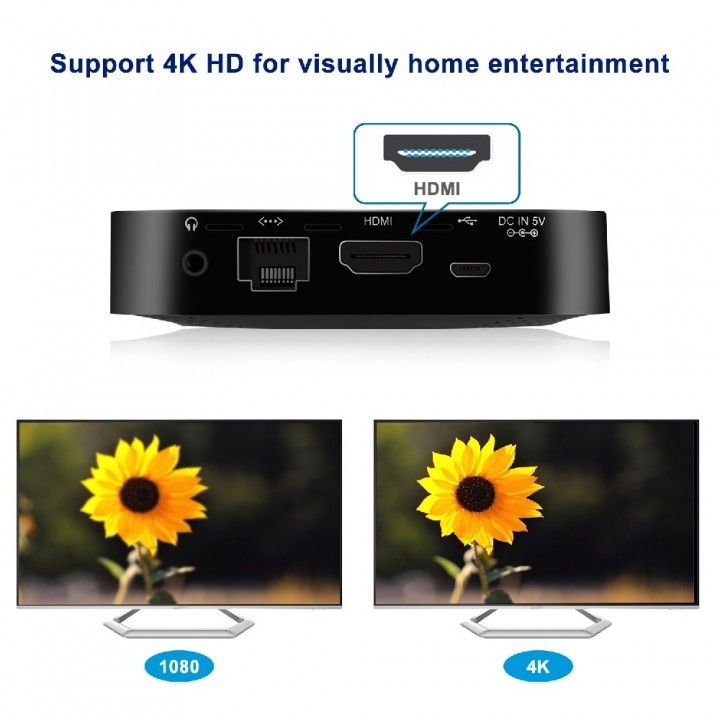 Support 4K HD for visually home entertainment
HDMI
HDMI
DC IN 5V
1080
4K